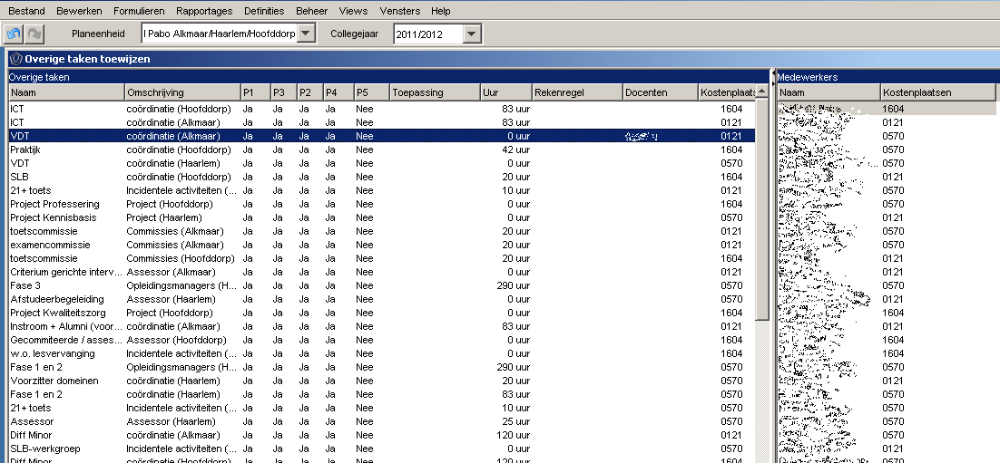 Bestand Bewerken Formulieren Rapportages Definities Beheer Views Vensters Help
Planeenheid l Pabo Alkmaar/Haarlem/Hoofddorp Collegejaar 2011/2012
Overige taken toewijzen
Overige taken Medewerkers
Naam Omschrijving P1 P3 P2 P4 P5 Toepassing Uur Rekenregel Docenten Kostenplaats Naam Kostenplaatsen
ICT coördinatie (Hoofddorp) Ja Ja Ja Ja Nee 83 uur 1604 1604
ICT coördinatie (Alkmaar) Ja Ja Ja Ja Nee 83 uur 0121 0121
VDT coördinatie (Alkmaar) Ja Ja Ja Ja Nee 0 uur 0121 0570
Praktijk coördinatie (Hoofddorp) Ja Ja Ja Ja Nee 42 uur 1604 1604
VDT coördinatie (Haarlem) Ja Ja Ja Ja Nee 0 uur 0570 0570
SLB coördinatie (Hoofddorp) Ja Ja Ja Ja Nee 20 uur 1604 0121
21+ toets Incidentele activiteiten (... Ja Ja Ja Ja Nee 10 uur 0121 0570
Project Professering Project (Hoofddorp) Ja Ja Ja Ja Nee 0 uur 1604 0570
Project Kennisbasis Project (Haarlem) Ja Ja Ja Ja Nee 0 uur 0570 0121
toetscommissie Commissies (Alkmaar) Ja Ja Ja Ja Nee 20 uur 0121 0570
examencommissie Commissies (Alkmaar) Ja Ja Ja Ja Nee 20 uur 0121 0570
toetscommissie Commissies (Hoofddorp) Ja Ja Ja Ja Nee 20 uur 1604 1604
Criterium gerichte interv... Assessor (Alkmaar) Ja Ja Ja Ja Nee 0 uur 0121 0121
Fase 3 Opleidingsmanagers (H... Ja Ja Ja Ja Nee 290 uur 0570 0570
Afstudeerbegeleiding Assessor (Haarlem) Ja Ja Ja Ja Nee 0 uur 0570 0121
Project Kwaliteitszorg Project (Hoofddorp) Ja Ja Ja Ja Nee 0 uur 1604 1604
Instroom + Alumni (voor... coördinatie (Alkmaar) Ja Ja Ja Ja Nee 83 uur 0121 0121
Gecommiteerde / asses... Assessor (Hoofddorp) Ja Ja Ja Ja Nee 0 uur 1604 1604
w.o. lesvervanging Incidentele activiteiten (... Ja Ja Ja Ja Nee 0 uur 1604 1604
Fase 1 en 2 Opleidingsmanagers (H... Ja Ja Ja Ja Nee 290 uur 0570 0570
Voorzitter domeinen coördinatie (Haarlem) Ja Ja Ja Ja Nee 20 uur 0570 0121
Fase 1 en 2 coördinatie (Haarlem) Ja Ja Ja Ja Nee 83 uur 0570 0570
21+ toets Incidentele activiteiten (... Ja Ja Ja Ja Nee 10 uur 0570 0570
Assessor Assessor (Haarlem) Ja Ja Ja Ja Nee 25 uur 0570 0570
Diff Minor coördinatie (Alkmaar) Ja Ja Ja Ja Nee 120 uur 0121 0570
SLB-werkgroep Incidentele activiteiten (... Ja Ja Ja Ja Nee 0 uur 0570 0121
Diff Minor coördinatie (Hoofddorp) Ja Ja Ja Ja Nee 120 uur 1604 0570